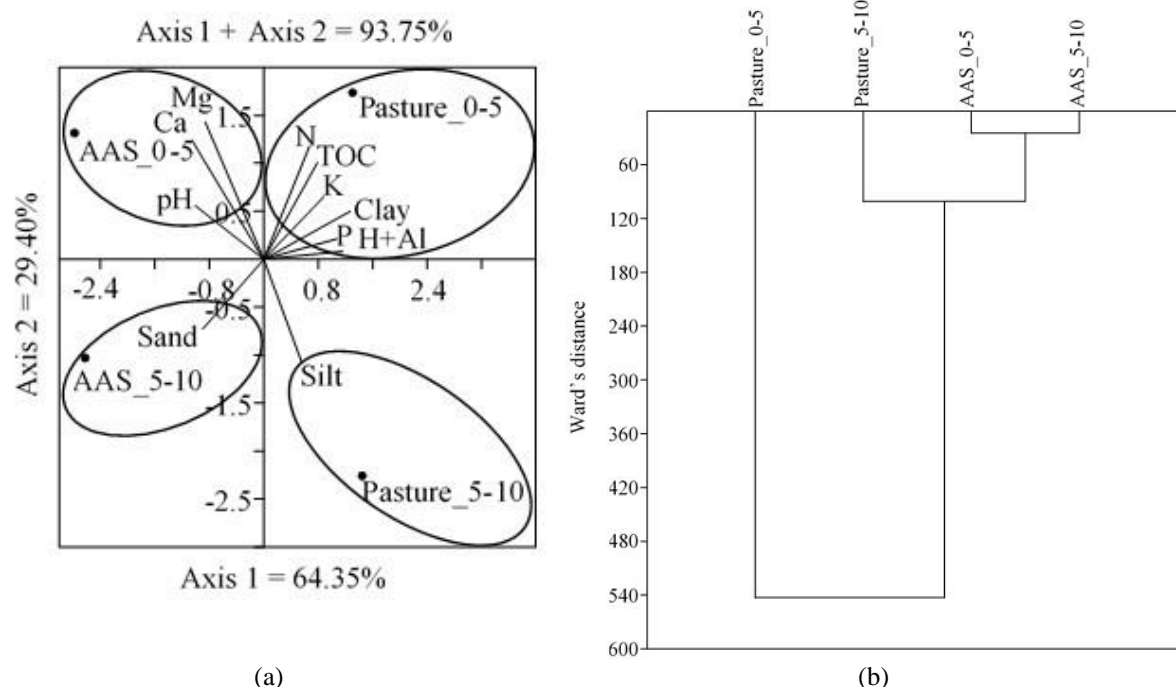 Axis 1 + Axis 2 = 93.75%
Mg
1.5
Pasture_0-5
Ca
N
AAS_0-5
TOC
K
pH
0.5
Clay
P
H+Al
-2.4
-0.8
0.8
2.4
-0.5
Sand
AAS_5-10
Silt
-1.5
Pasture_5-10
-2.5
Axis 2 = 29.40%
Axis 1 = 64.35%
(a)
Pasture_0-5
Pasture_5-10
AAS_0-5
AAS_5-10
60
120
180
240
300
360
420
480
540
600
Ward`s distance
(b)